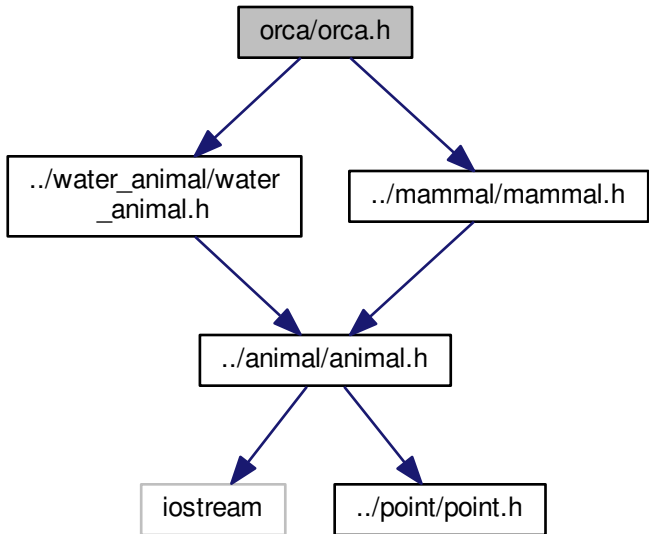 orca/orca.h
../water_animal/water
_animal.h
../mammal/mammal.h
../animal/animal.h
iostream
../point/point.h